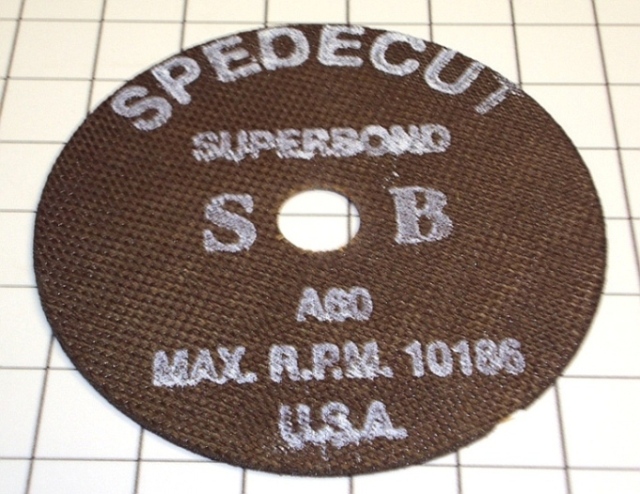 SPEDECUT
SUPERBOND
S B
A60
MAX. R.P.M. 10186
U.S.A.